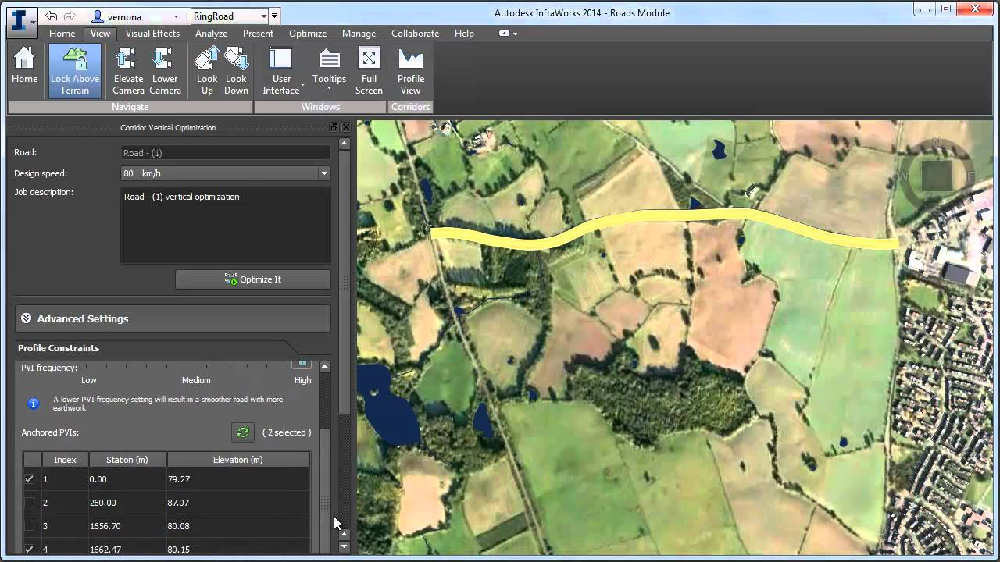 vernona
RingRoad
Autodesk InfraWorks 2014 - Roads Module
Home View Visual Effects Analyze Present Optimize Manage Collaborate Help
Home
Lock Above Terrain
Elevate Camera
Lower Camera
Look Up
Look Down
User Interface
Tooltips
Full Screen
Profile View
Navigate Windows Corridors
Corridor Vertical Optimization
Road: Road - (1)
Design speed: 80 km/h
Job description: Road - (1) vertical optimization
Optimize It
Advanced Settings
Profile Constraints
PVI frequency:
Low Medium High
A lower PVI frequency setting will result in a smoother road with more
earthwork.
Anchored PVIs: ( 2 selected )
Index Station (m) Elevation (m)
1 0.00 79.27
2 260.00 87.07
3 1656.70 80.08
4 1662.47 80.15
N
W E